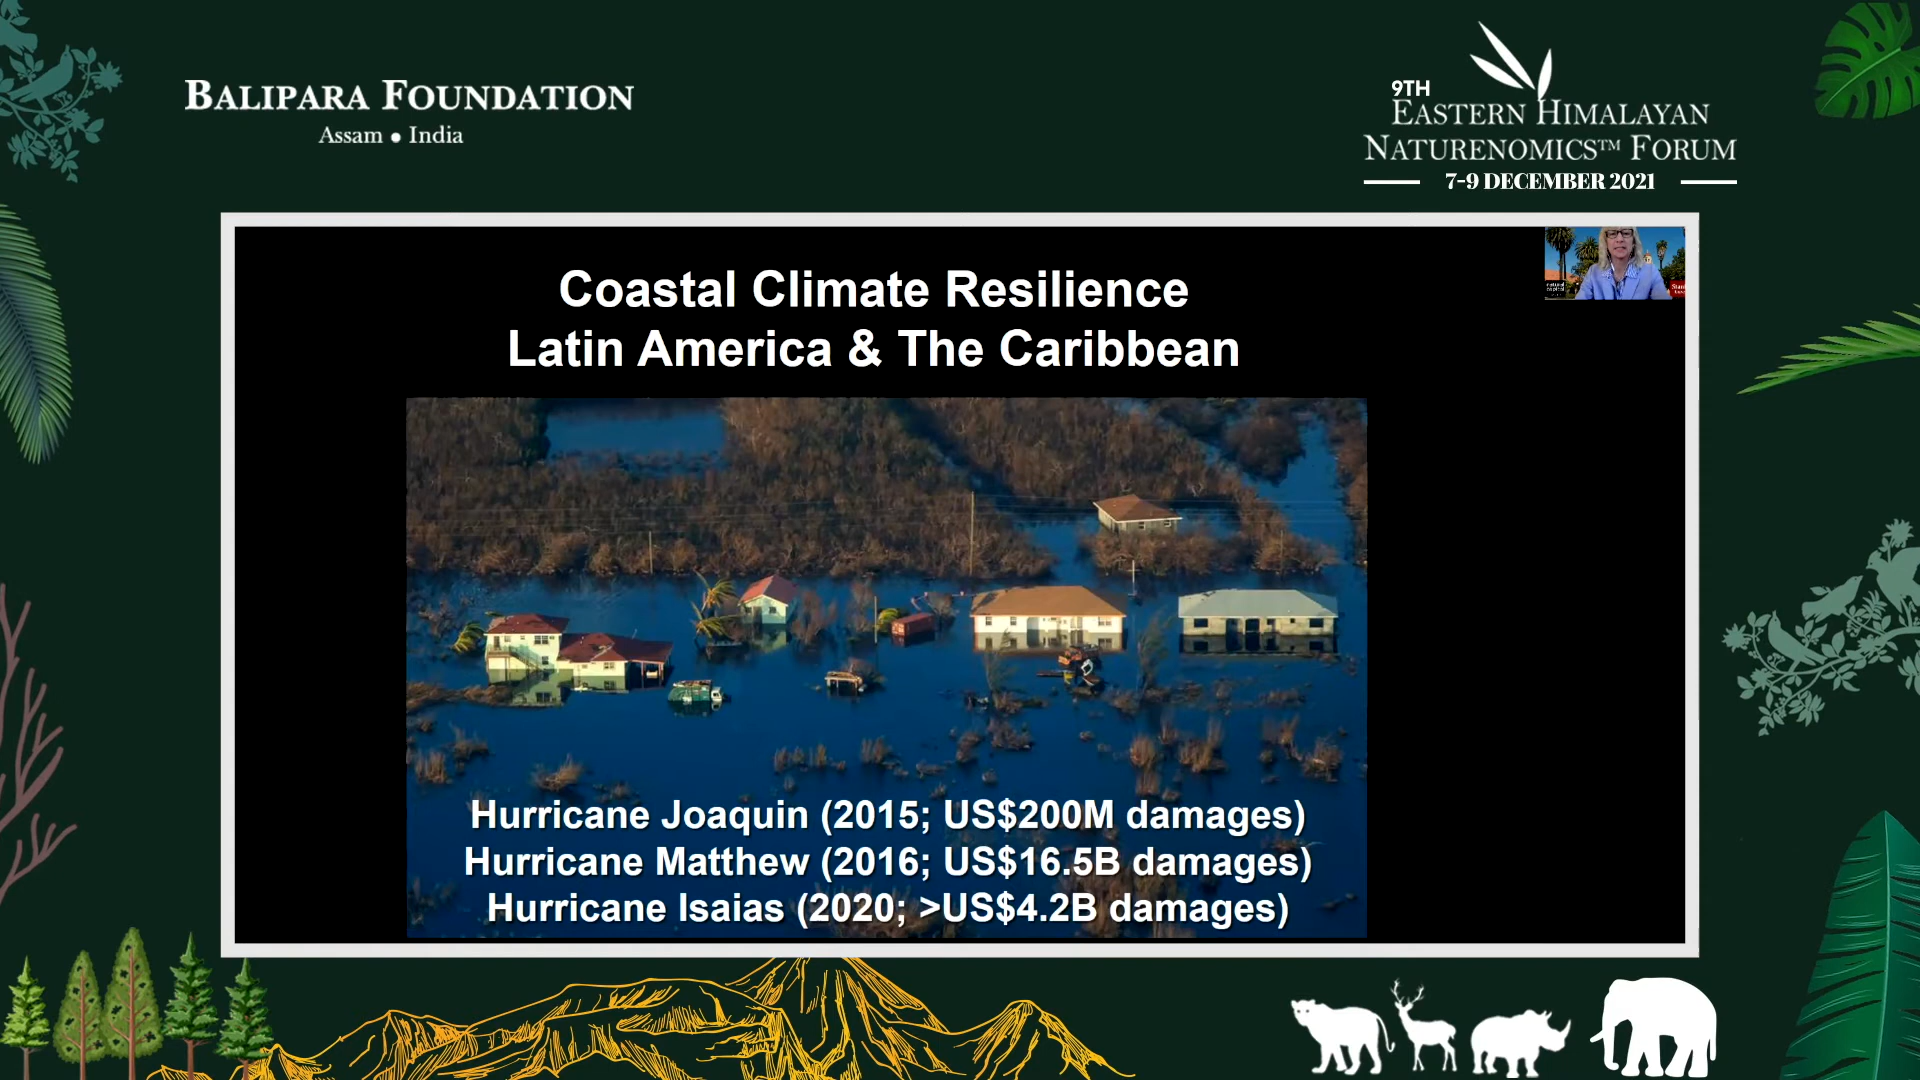 BALIPARA FOUNDATION
Assam • India
9TH
EASTERN HIMALAYAN
NATURENOMICS™ FORUM
7-9 DECEMBER 2021
Coastal Climate Resilience
Latin America & The Caribbean
natural
capital
Hurricane Joaquin (2015; US$200M damages)
Hurricane Matthew (2016; US$16.5B damages)
Hurricane Isaias (2020; >US$4.2B damages)